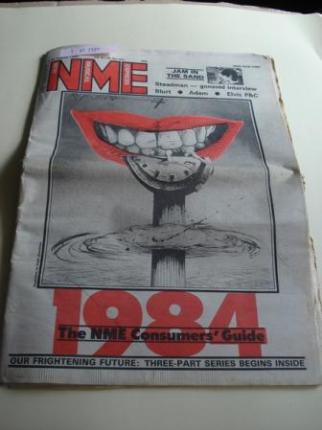 NME
JAM IN
THE SAND
Steadman — gonzoid interview
Blurt ● Adam ● Elvis P&C
1984
The NME Consumers' Guide
OUR FRIGHTENING FUTURE: THREE-PART SERIES BEGINS INSIDE